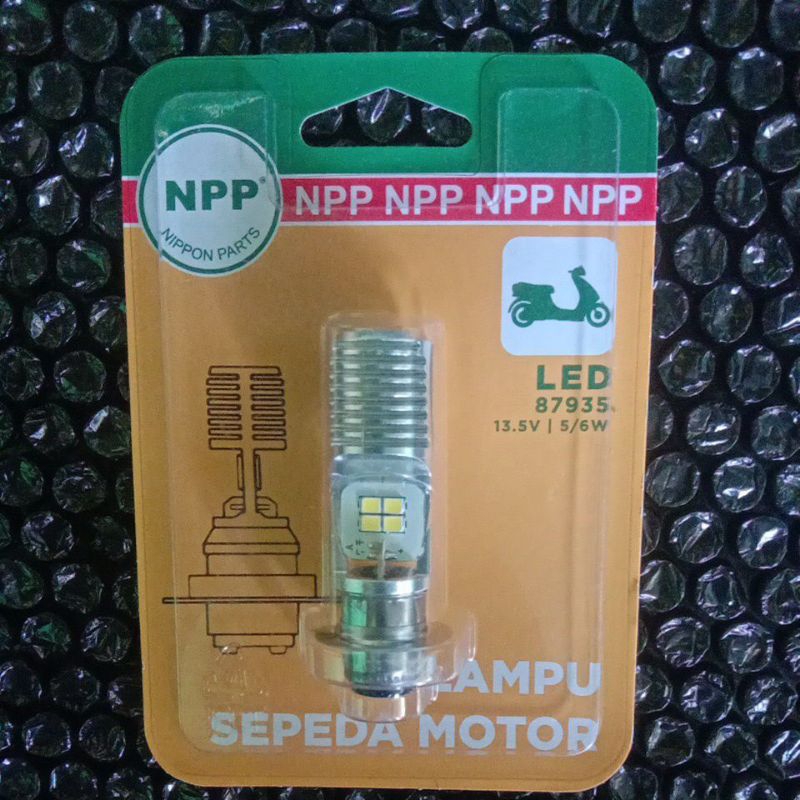 NPP
NIPPON PARTS
NPP NPP NPP NPP
LED
87935
13.5V | 5/6W
LAMPU
SEPEDA MOTOR